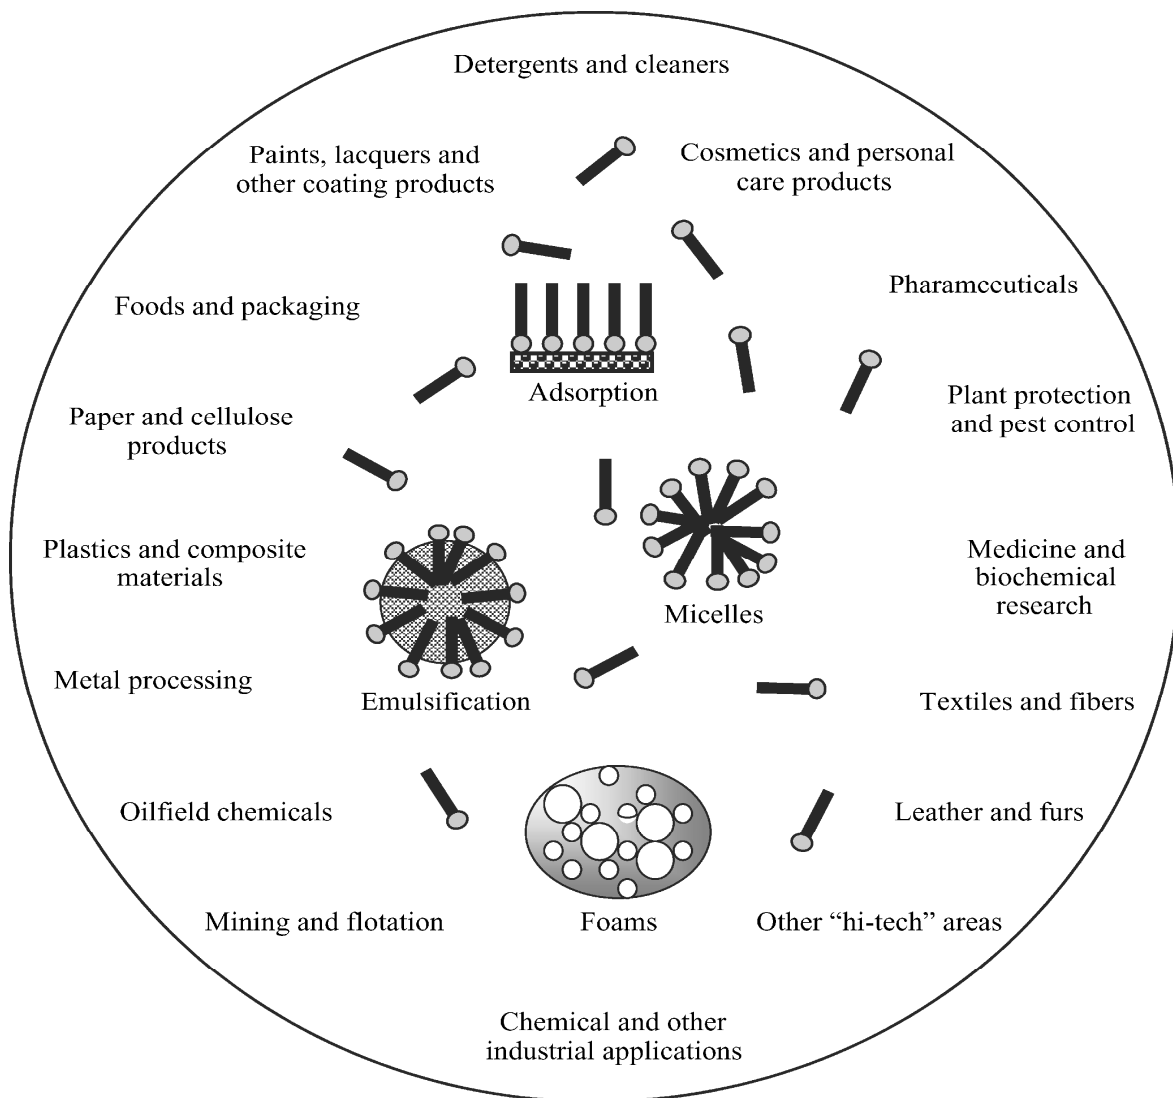 Detergents and cleaners
Paints, lacquers and
other coating products
Cosmetics and personal
care products
Foods and packaging
Pharamceuticals
Adsorption
Plant protection
and pest control
Paper and cellulose
products
Plastics and composite
materials
Medicine and
biochemical
research
Micelles
Metal processing
Emulsification
Textiles and fibers
Oilfield chemicals
Leather and furs
Mining and flotation
Foams
Other “hi-tech” areas
Chemical and other
industrial applications